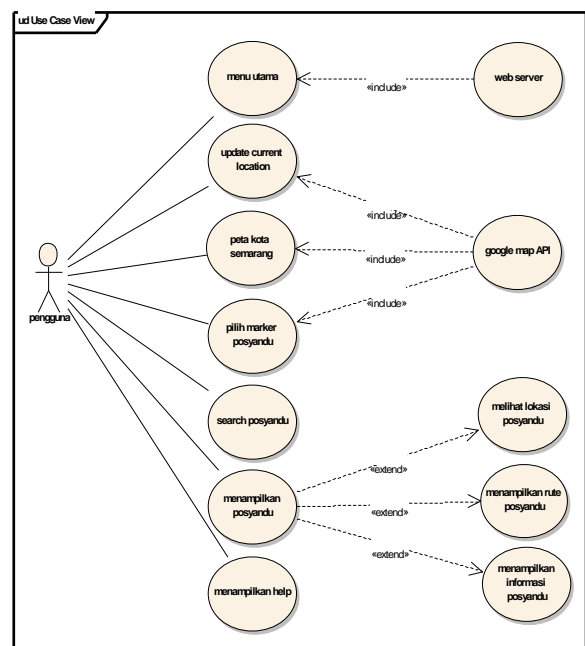 ud Use Case View
menu utama
«include»
web server
update current
location
«include»
peta kota
semarang
«include»
google map API
pengguna
pilih marker
posyandu
«include»
search posyandu
melihat lokasi
posyandu
«extend»
menampilkan
posyandu
«extend»
menampilkan rute
posyandu
«extend»
menampilkan
informasi
posyandu
menampilkan help